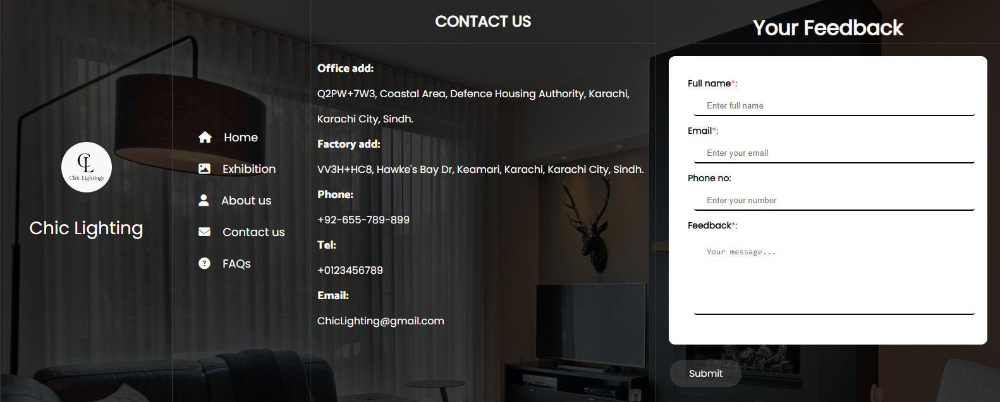 CL
Chic Lightings
Chic Lighting
Home
Exhibition
About us
Contact us
FAQs
CONTACT US
Office add:
Q2PW+7W3, Coastal Area, Defence Housing Authority, Karachi,
Karachi City, Sindh.
Factory add:
VV3H+HC8, Hawke's Bay Dr, Keamari, Karachi, Karachi City, Sindh.
Phone:
+92-655-789-899
Tel:
+0123456789
Email:
ChicLighting@gmail.com
Your Feedback
Full name*:
Enter full name
Email*:
Enter your email
Phone no:
Enter your number
Feedback*:
Your message...
Submit